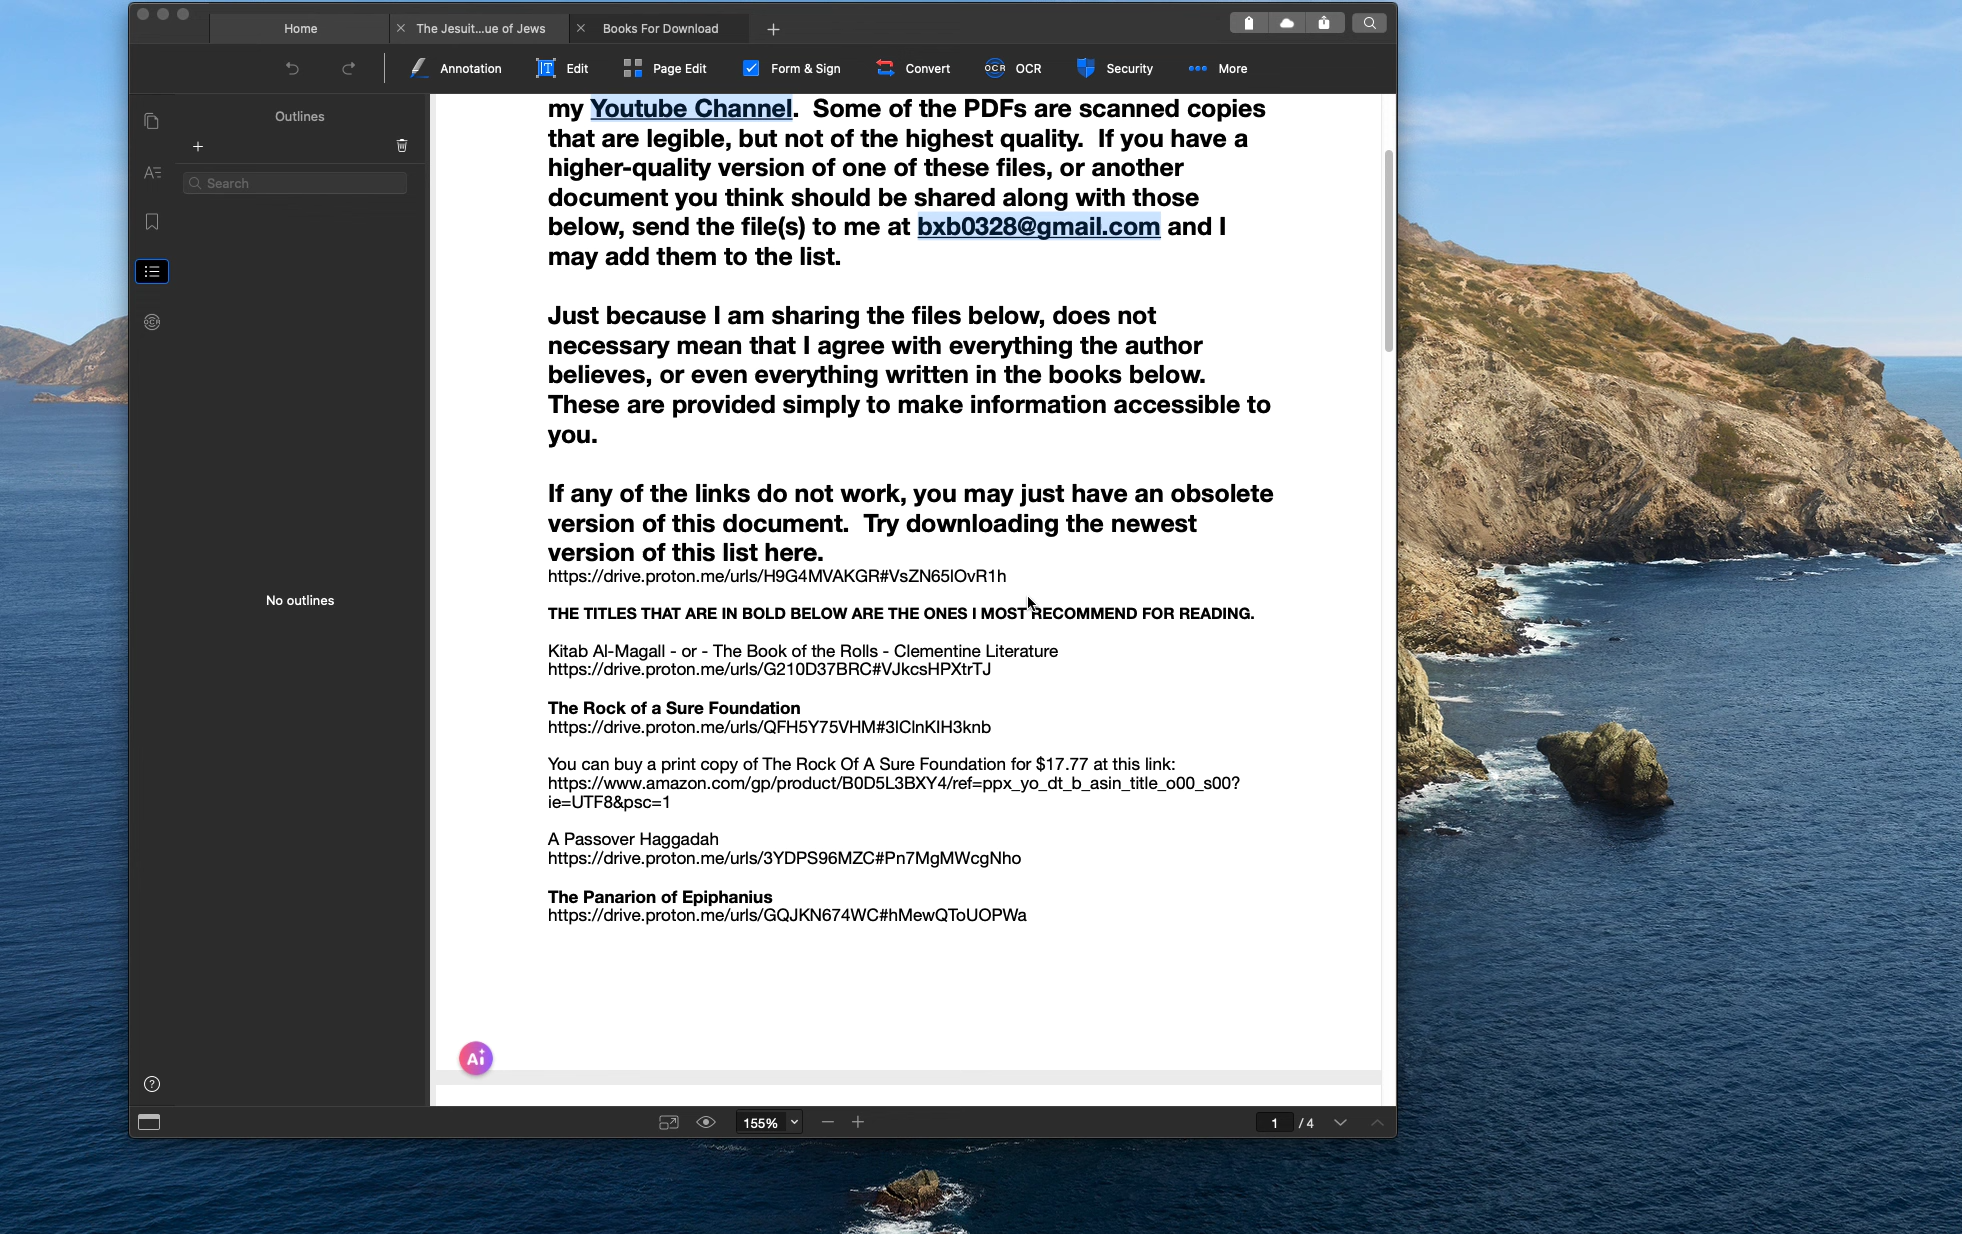 Home
The Jesuit...ue of Jews
Books For Download
Annotation
Edit
Page Edit
Form & Sign
Convert
OCR
OCR
Security
More
Outlines
Search
No outlines
my Youtube Channel.  Some of the PDFs are scanned copies
that are legible, but not of the highest quality.  If you have a
higher-quality version of one of these files, or another
document you think should be shared along with those
below, send the file(s) to me at bxb0328@gmail.com and I
may add them to the list.
Just because I am sharing the files below, does not
necessary mean that I agree with everything the author
believes, or even everything written in the books below.
These are provided simply to make information accessible to
you.
If any of the links do not work, you may just have an obsolete
version of this document.  Try downloading the newest
version of this list here.
https://drive.proton.me/urls/H9G4MVAKGR#VsZN65lOvR1h
THE TITLES THAT ARE IN BOLD BELOW ARE THE ONES I MOST RECOMMEND FOR READING.
Kitab Al-Magall - or - The Book of the Rolls - Clementine Literature
https://drive.proton.me/urls/G210D37BRC#VJkcsHPXtrTJ
The Rock of a Sure Foundation
https://drive.proton.me/urls/QFH5Y75VHM#3lClnKIH3knb
You can buy a print copy of The Rock Of A Sure Foundation for $17.77 at this link:
https://www.amazon.com/gp/product/B0D5L3BXY4/ref=ppx_yo_dt_b_asin_title_o00_s00?
ie=UTF8&psc=1
A Passover Haggadah
https://drive.proton.me/urls/3YDPS96MZC#Pn7MgMWcgNho
The Panarion of Epiphanius
https://drive.proton.me/urls/GQJKN674WC#hMewQToUOPWa
Ai
155%
1 / 4